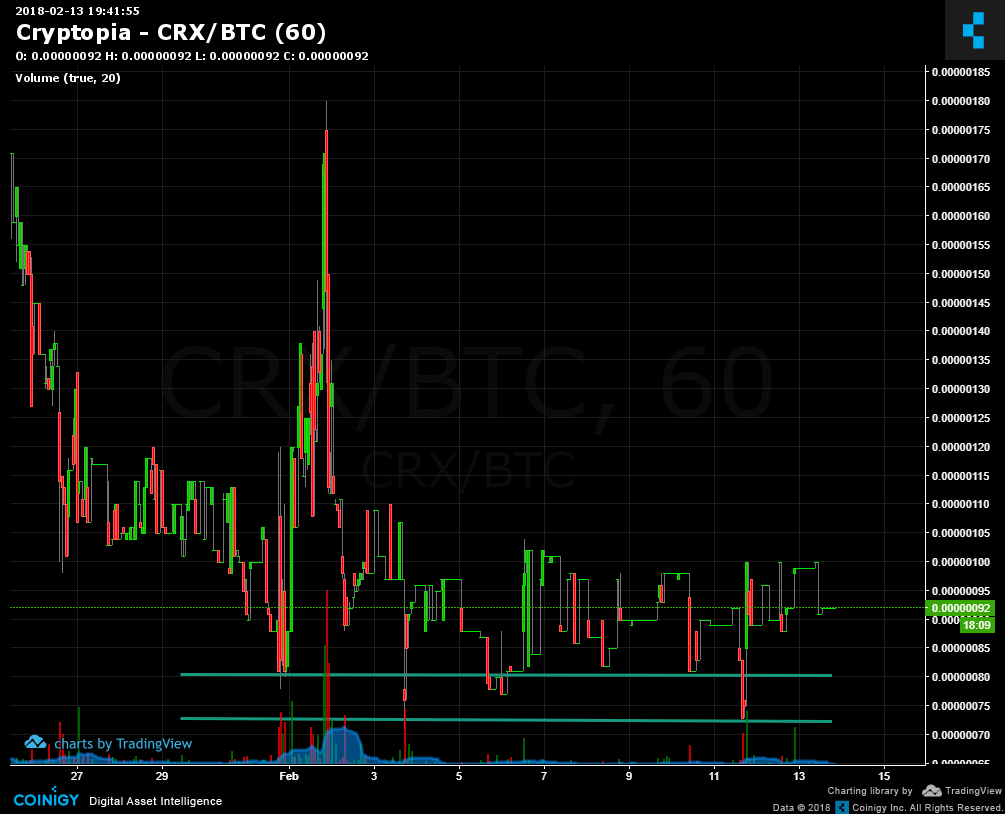 2018-02-13 19:41:55
Cryptopia - CRX/BTC (60)
O: 0.00000092 H: 0.00000092 L: 0.00000092 C: 0.00000092
Volume (true, 20)
0.00000185
0.00000180
0.00000175
0.00000170
0.00000165
0.00000160
0.00000155
0.00000150
0.00000145
0.00000140
0.00000135
0.00000130
0.00000125
0.00000120
0.00000115
0.00000110
0.00000105
0.00000100
0.00000095
0.00000092
18:09
0.00000085
0.00000080
0.00000075
0.00000070
0.00000065
CRX/BTC, 60
CRX/BTC
charts by TradingView
27 29 Feb 3 5 7 9 11 13 15
COINIGY Digital Asset Intelligence
Charting library by TradingView
Data © 2018 Coinigy Inc. All Rights Reserved.